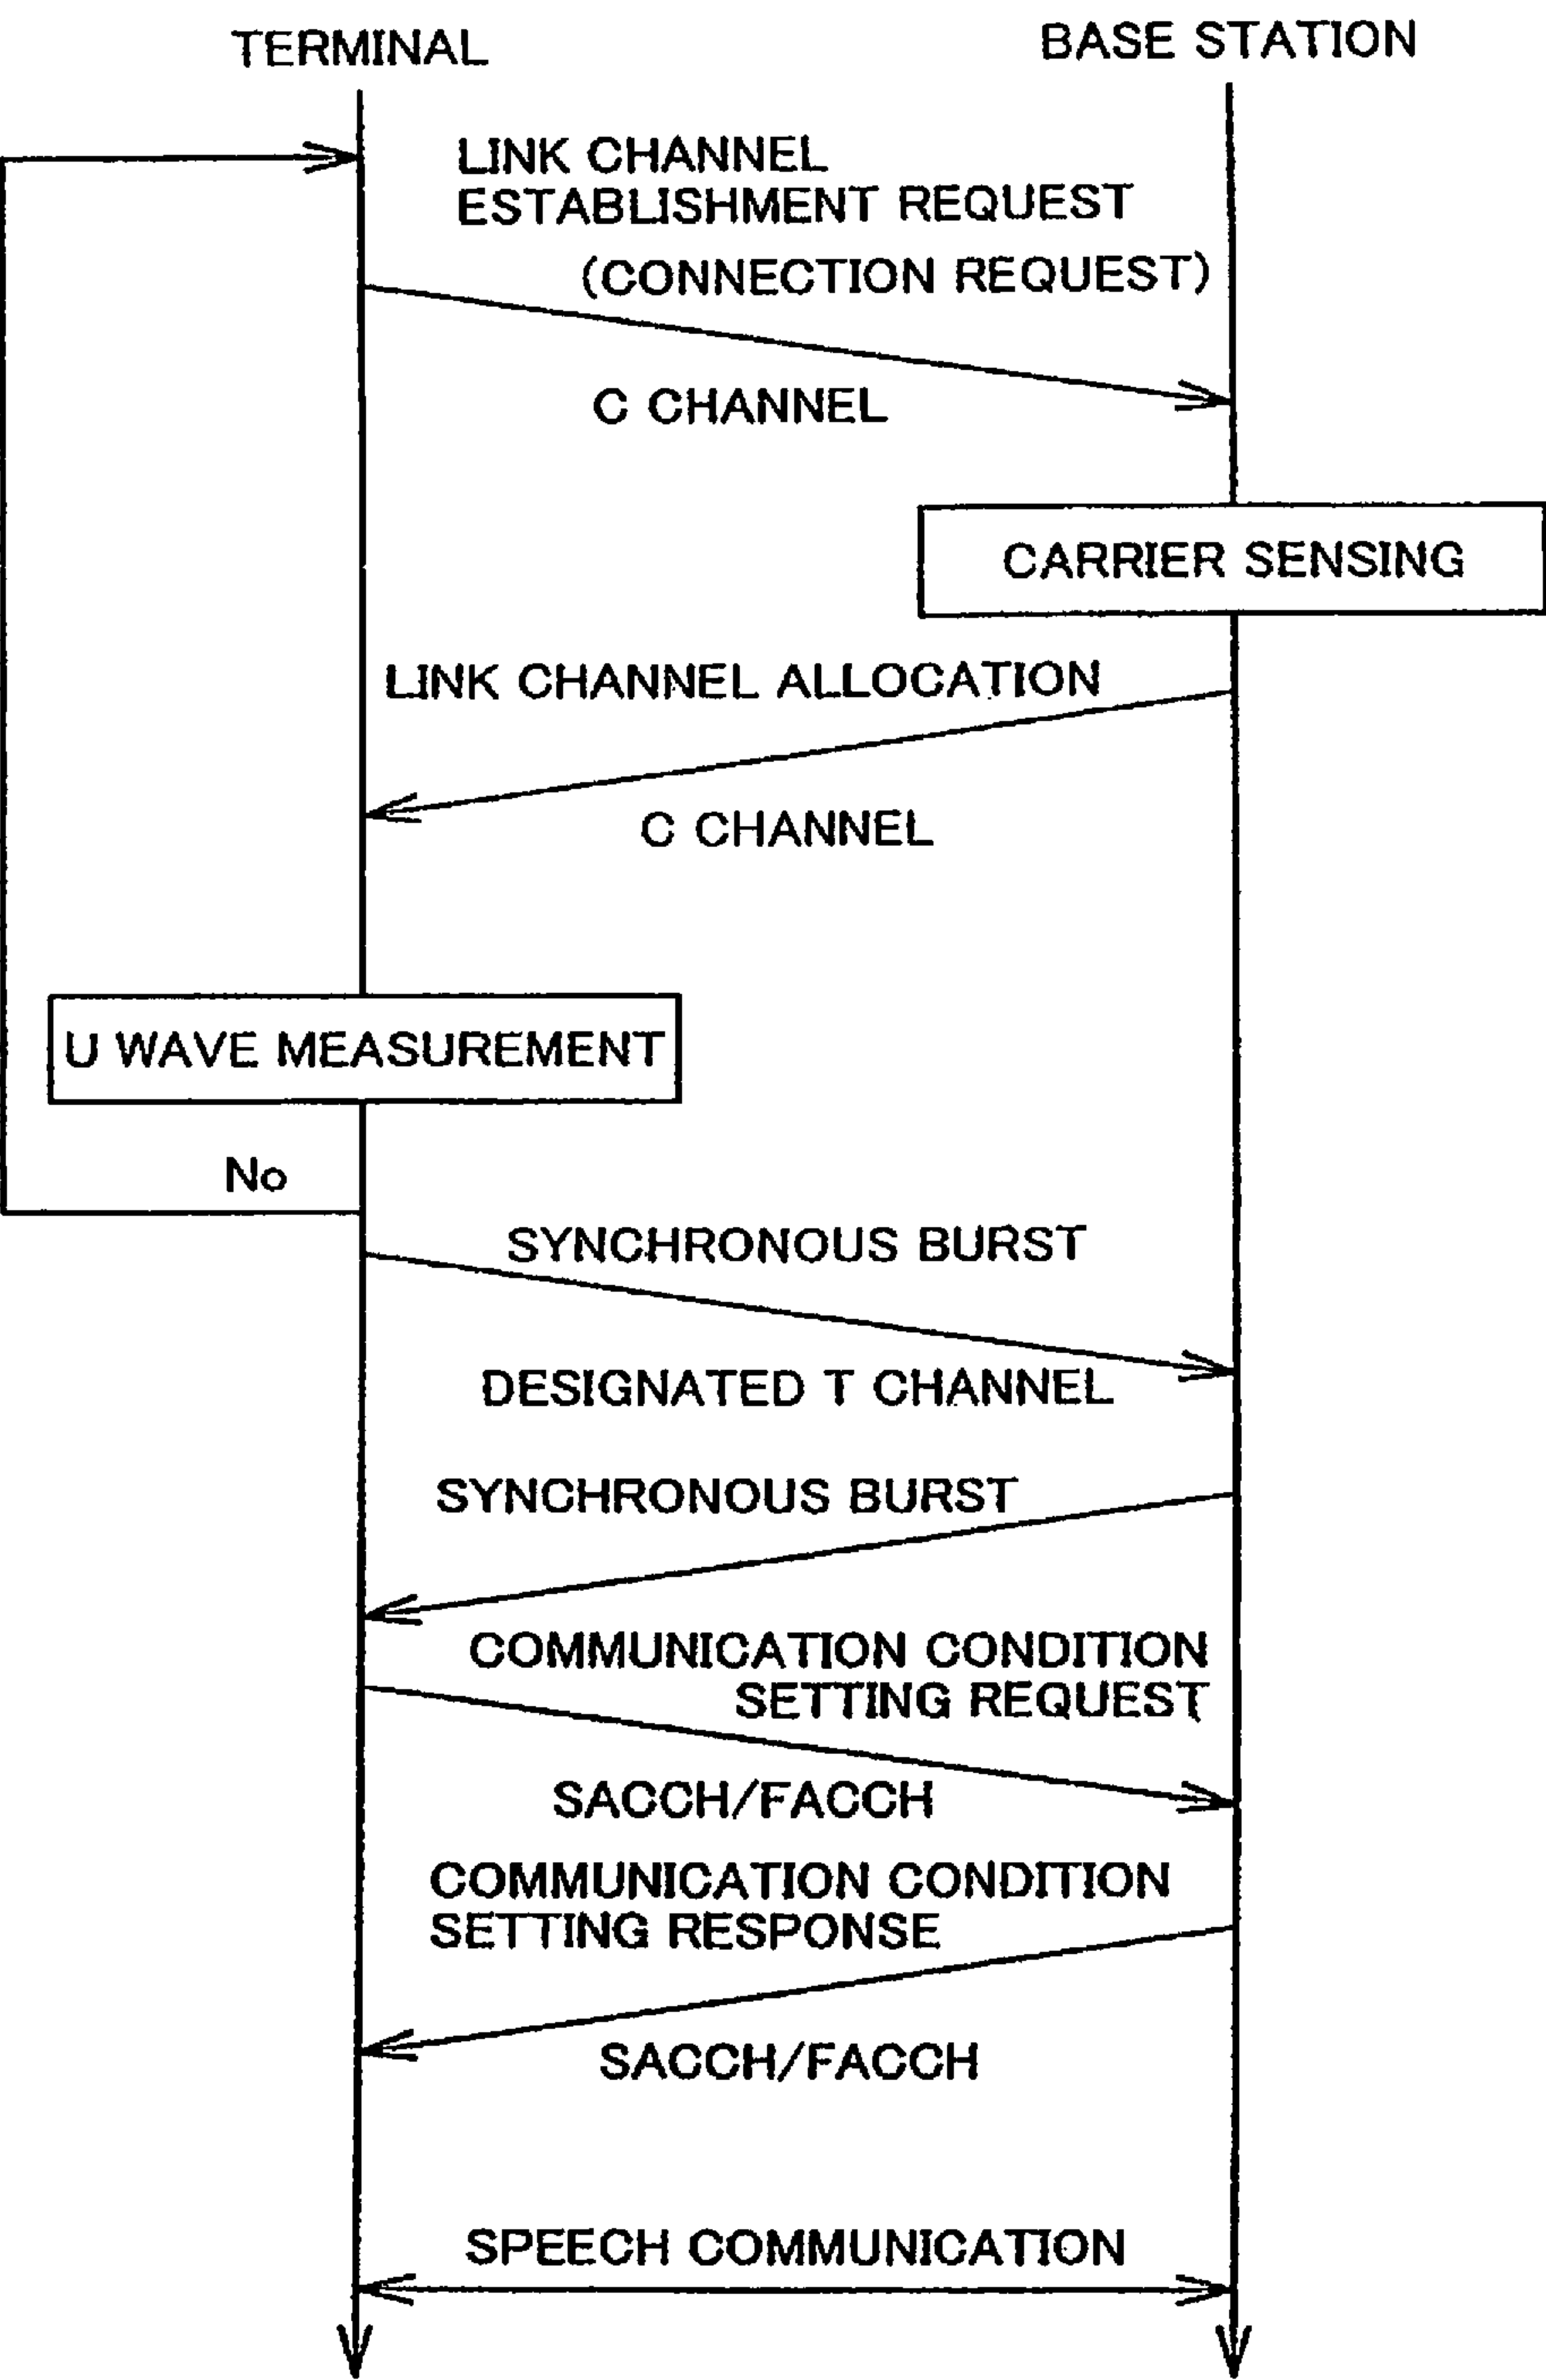 TERMINAL
BASE STATION
LINK CHANNEL
ESTABLISHMENT REQUEST
(CONNECTION REQUEST)
C CHANNEL
CARRIER SENSING
LINK CHANNEL ALLOCATION
C CHANNEL
U WAVE MEASUREMENT
No
SYNCHRONOUS BURST
DESIGNATED T CHANNEL
SYNCHRONOUS BURST
COMMUNICATION CONDITION
SETTING REQUEST
SACCH/FACCH
COMMUNICATION CONDITION
SETTING RESPONSE
SACCH/FACCH
SPEECH COMMUNICATION